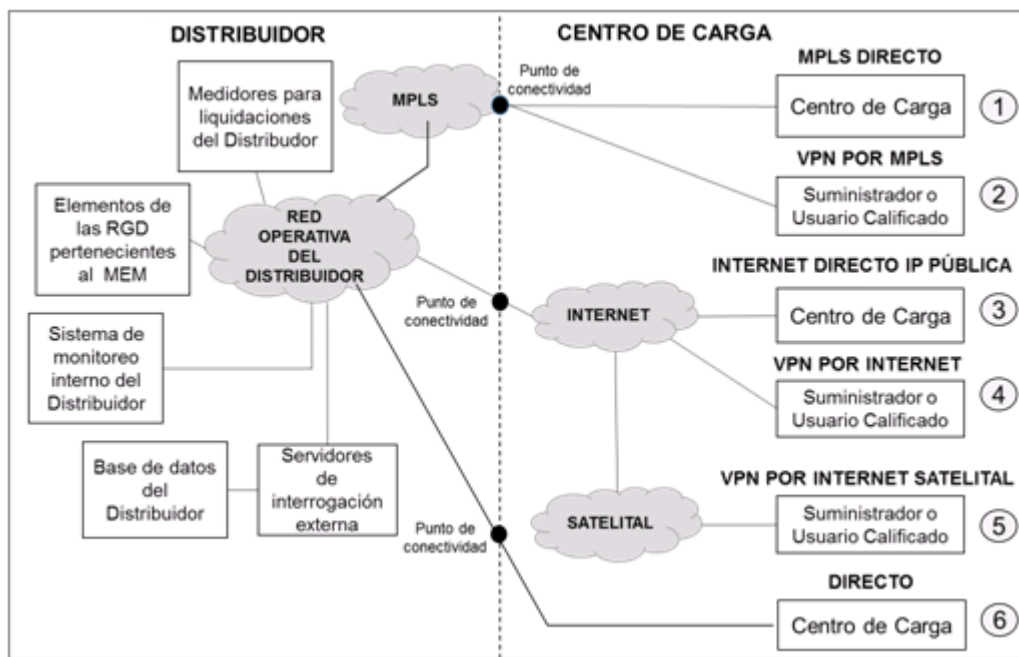 DISTRIBUIDOR
CENTRO DE CARGA
Medidores para
liquidaciones
del Distribudor
MPLS
Punto de
conectividad
MPLS DIRECTO
Centro de Carga
1
VPN POR MPLS
Suministrador o
Usuario Calificado
2
Elementos de
las RGD
pertenecientes
al MEM
RED
OPERATIVA
DEL
DISTRIBUIDOR
Punto de
conectividad
INTERNET
INTERNET DIRECTO IP PÚBLICA
Centro de Carga
3
VPN POR INTERNET
Suministrador o
Usuario Calificado
4
Sistema de
monitoreo
interno del
Distribuidor
Base de datos
del
Distribuidor
Servidores
de
interrogación
externa
Punto de
conectividad
SATELITAL
VPN POR INTERNET SATELITAL
Suministrador o
Usuario Calificado
5
DIRECTO
Centro de Carga
6